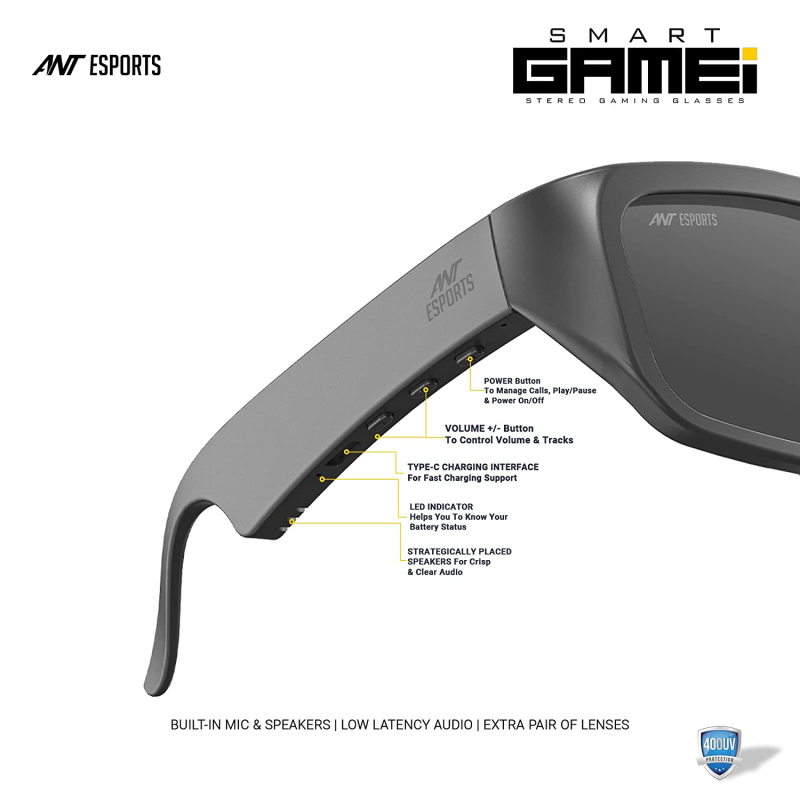 ANT ESPORTS
SMART
GAMEi
STEREO GAMING GLASSES
ANT ESPORTS
ANT
ESPORTS
POWER Button
To Manage Calls, Play/Pause
& Power On/Off
VOLUME +/- Button
To Control Volume & Tracks
TYPE-C CHARGING INTERFACE
For Fast Charging Support
LED INDICATOR
Helps You To Know Your
Battery Status
STRATEGICALLY PLACED
SPEAKERS For Crisp
& Clear Audio
BUILT-IN MIC & SPEAKERS | LOW LATENCY AUDIO | EXTRA PAIR OF LENSES
400UV
PROTECTION